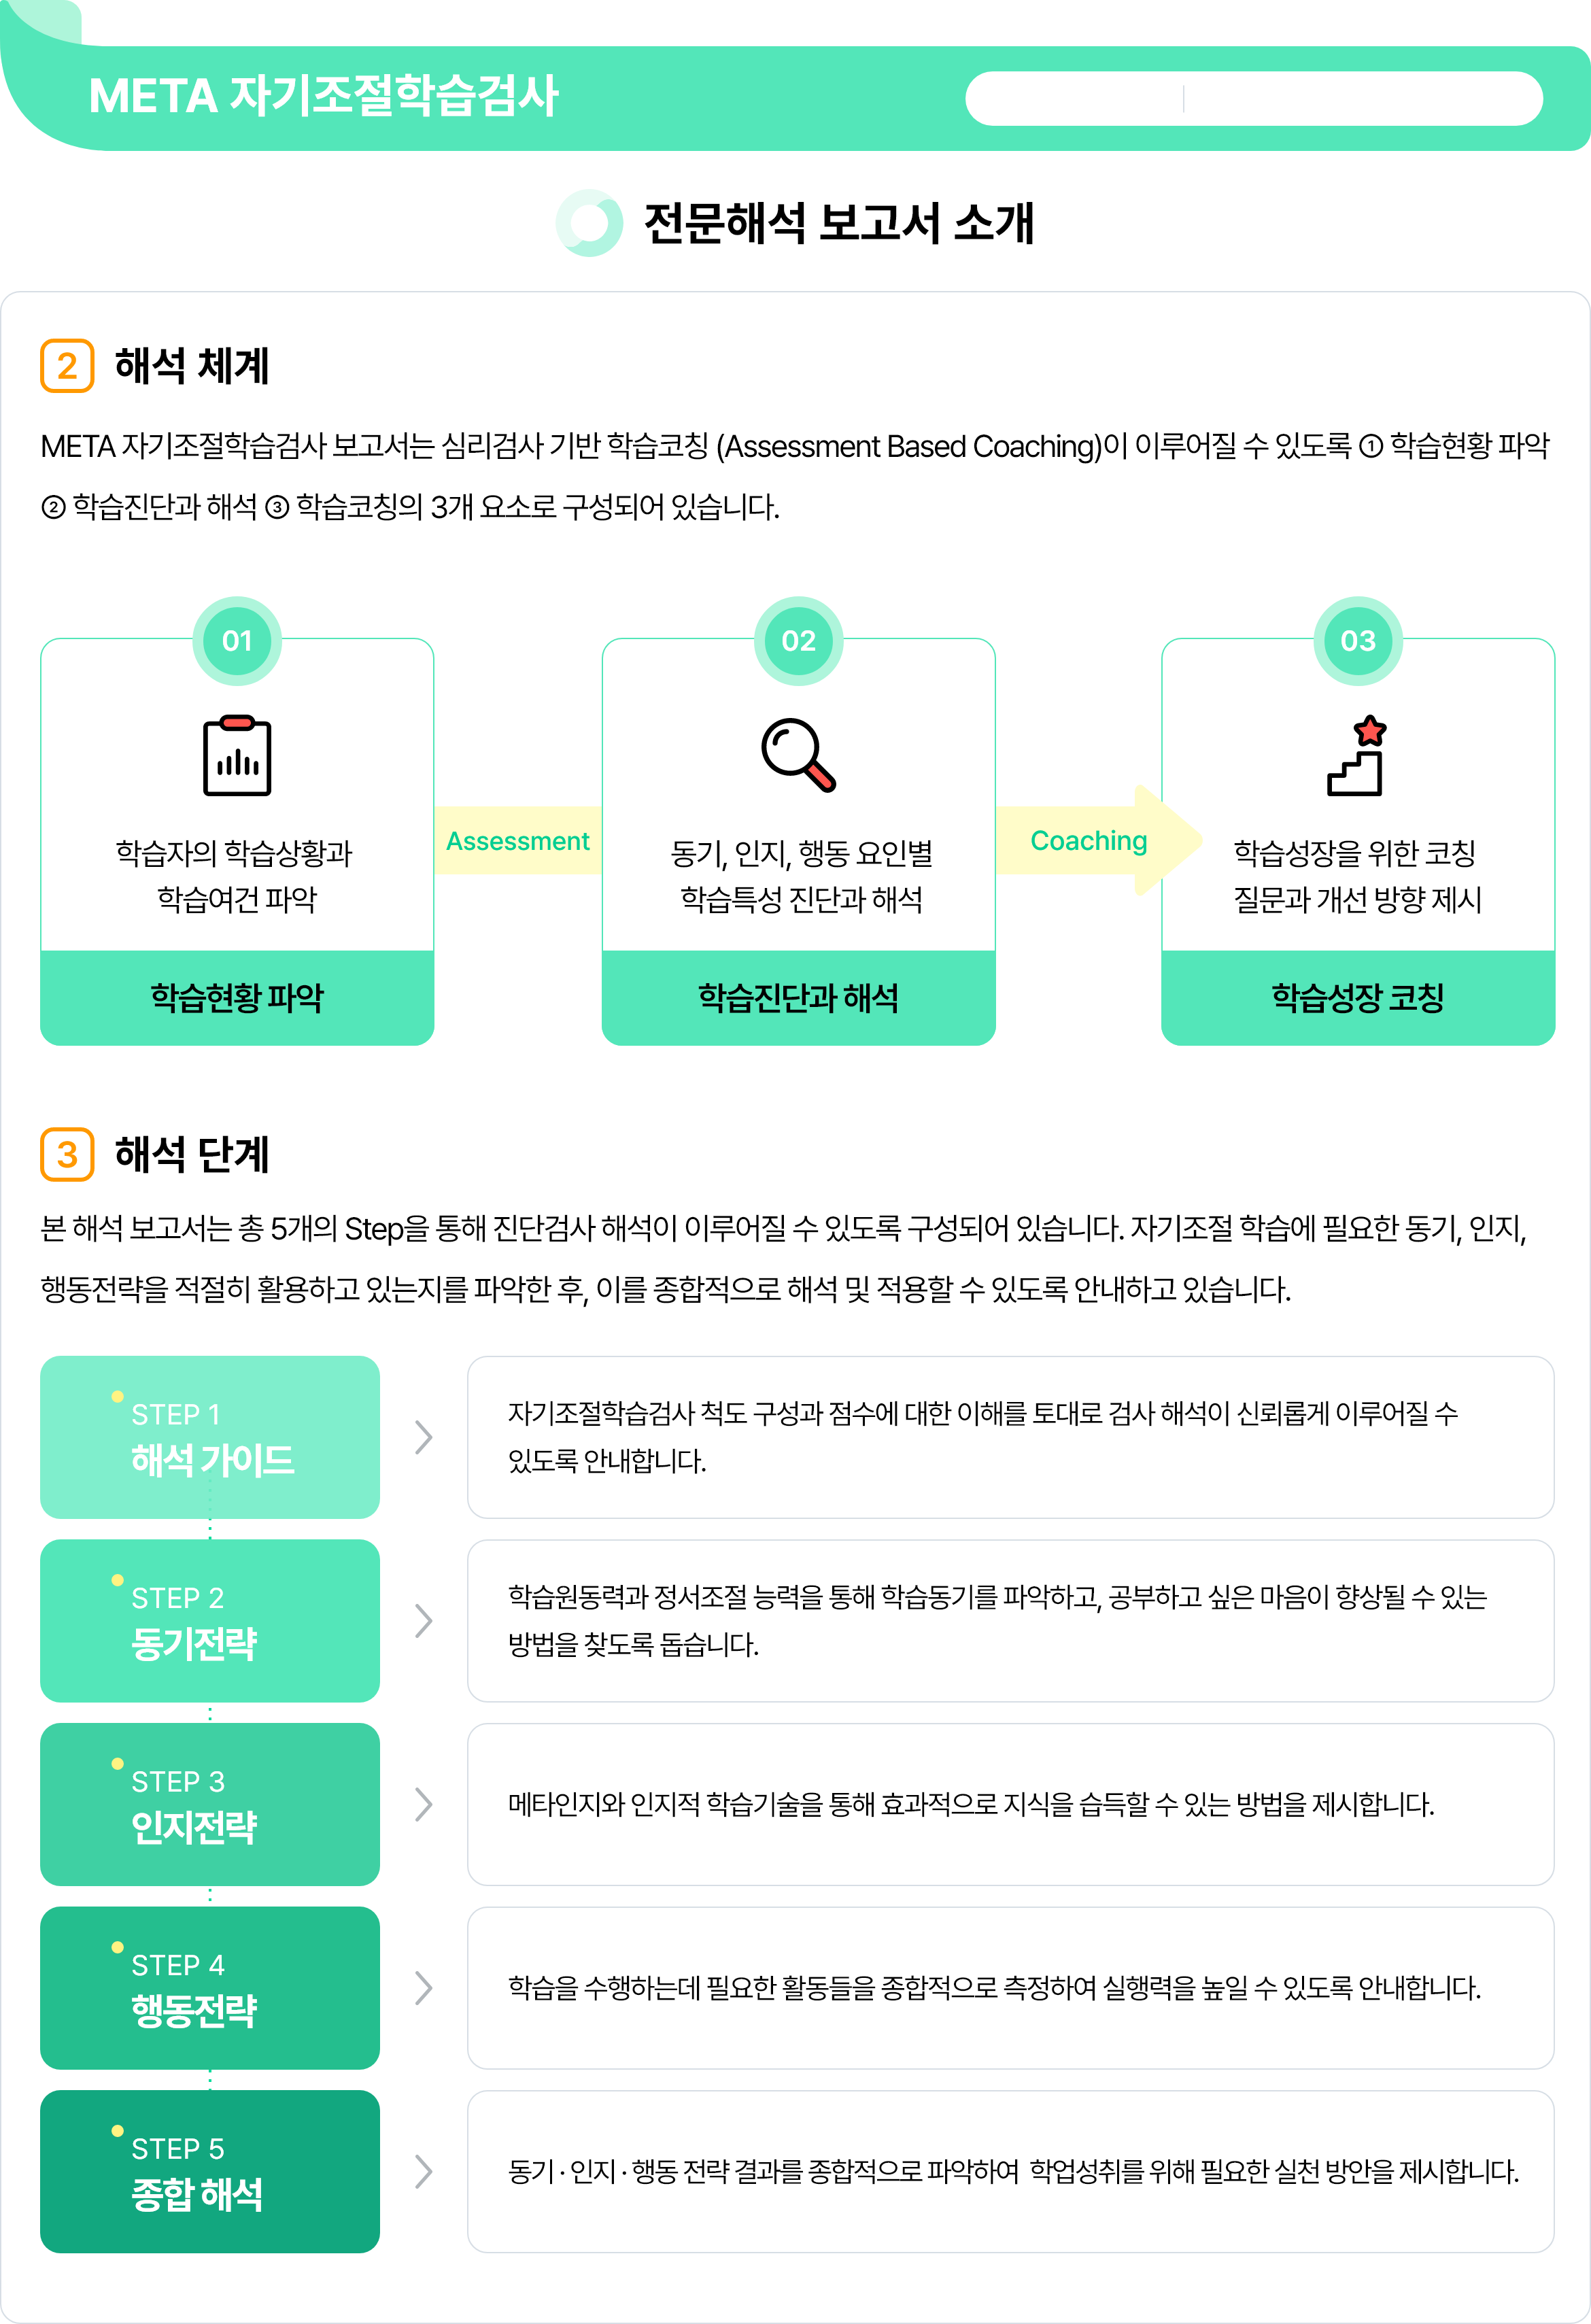 META 자기조절학습검사
전문해석 보고서 소개
2 해석 체계
META 자기조절학습검사 보고서는 심리검사 기반 학습코칭 (Assessment Based Coaching)이 이루어질 수 있도록 ① 학습현황 파악
② 학습진단과 해석 ③ 학습코칭의 3개 요소로 구성되어 있습니다.
01
학습자의 학습상황과
학습여건 파악
학습현황 파악
Assessment
02
동기, 인지, 행동 요인별
학습특성 진단과 해석
학습진단과 해석
Coaching
03
학습성장을 위한 코칭
질문과 개선 방향 제시
학습성장 코칭
3 해석 단계
본 해석 보고서는 총 5개의 Step을 통해 진단검사 해석이 이루어질 수 있도록 구성되어 있습니다. 자기조절 학습에 필요한 동기, 인지,
행동전략을 적절히 활용하고 있는지를 파악한 후, 이를 종합적으로 해석 및 적용할 수 있도록 안내하고 있습니다.
STEP 1
해석 가이드
자기조절학습검사 척도 구성과 점수에 대한 이해를 토대로 검사 해석이 신뢰롭게 이루어질 수
있도록 안내합니다.
STEP 2
동기전략
학습원동력과 정서조절 능력을 통해 학습동기를 파악하고, 공부하고 싶은 마음이 향상될 수 있는
방법을 찾도록 돕습니다.
STEP 3
인지전략
메타인지와 인지적 학습기술을 통해 효과적으로 지식을 습득할 수 있는 방법을 제시합니다.
STEP 4
행동전략
학습을 수행하는데 필요한 활동들을 종합적으로 측정하여 실행력을 높일 수 있도록 안내합니다.
STEP 5
종합 해석
동기 · 인지 · 행동 전략 결과를 종합적으로 파악하여 학업성취를 위해 필요한 실천 방안을 제시합니다.